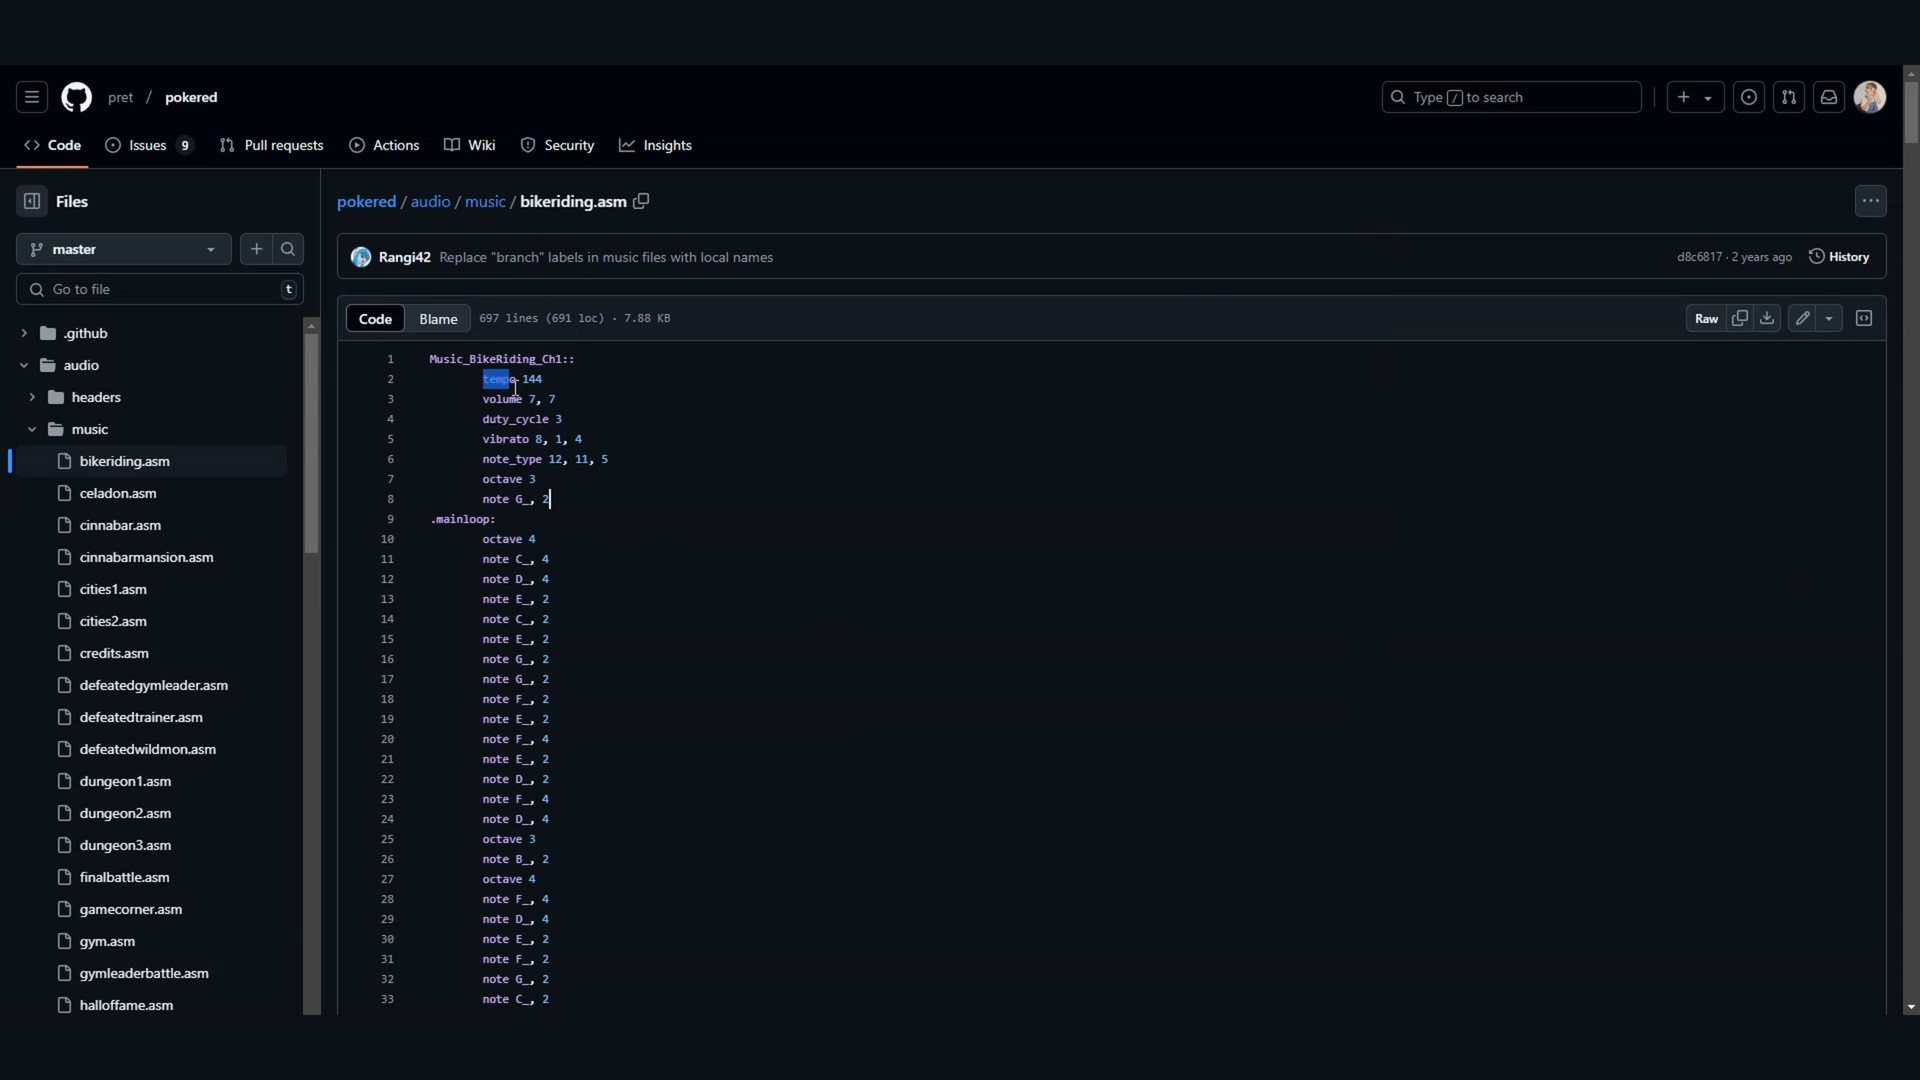 pret / pokered
Type / to search
Code
Issues 9
Pull requests
Actions
Wiki
Security
Insights
Files
master
Go to file
t
.github
audio
headers
music
bikeriding.asm
celadon.asm
cinnabar.asm
cinnabarmansion.asm
cities1.asm
cities2.asm
credits.asm
defeatedgymleader.asm
defeatedtrainer.asm
defeatedwildmon.asm
dungeon1.asm
dungeon2.asm
dungeon3.asm
finalbattle.asm
gamecorner.asm
gym.asm
gymleaderbattle.asm
halloffame.asm
pokered / audio / music / bikeriding.asm
Rangi42 Replace "branch" labels in music files with local names
d8c6817 · 2 years ago
History
Code
Blame
697 lines (691 loc) · 7.88 KB
Raw
1 Music_BikeRiding_Ch1::
2 tempo 144
3 volume 7, 7
4 duty_cycle 3
5 vibrato 8, 1, 4
6 note_type 12, 11, 5
7 octave 3
8 note G_, 2
9 .mainloop:
10 octave 4
11 note C_, 4
12 note D_, 4
13 note E_, 2
14 note C_, 2
15 note E_, 2
16 note G_, 2
17 note G_, 2
18 note F_, 2
19 note E_, 2
20 note F_, 4
21 note E_, 2
22 note D_, 2
23 note F_, 4
24 note D_, 4
25 octave 3
26 note B_, 2
27 octave 4
28 note F_, 4
29 note D_, 4
30 note E_, 2
31 note F_, 2
32 note G_, 2
33 note C_, 2